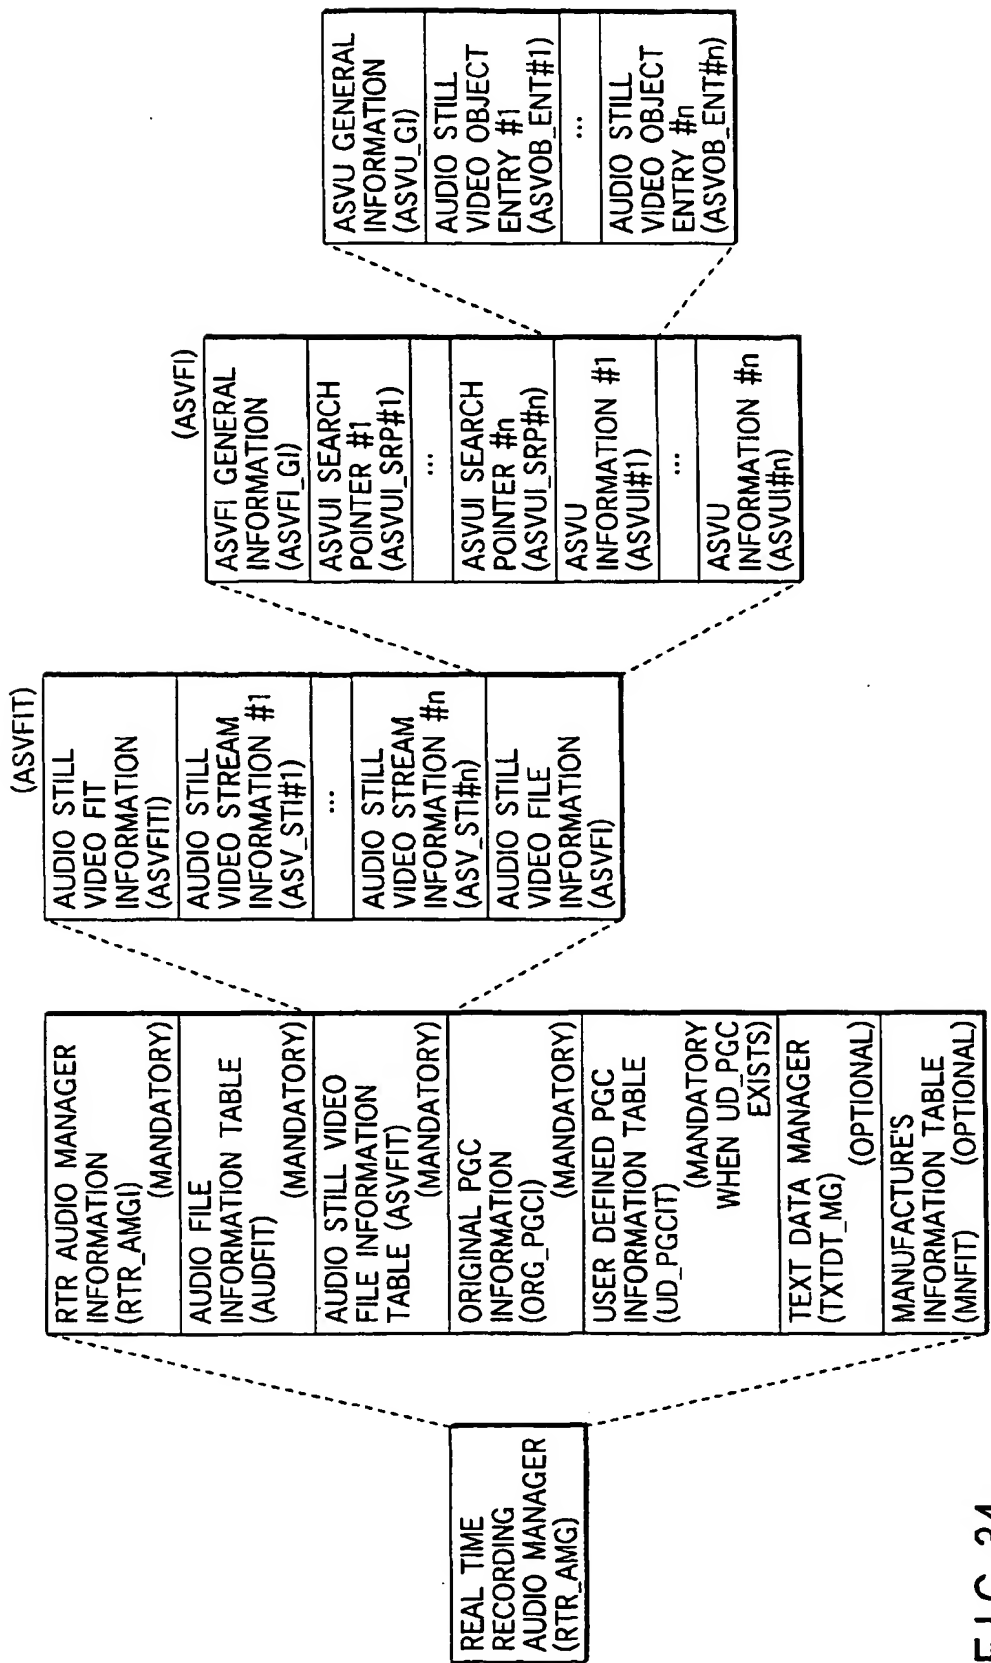 REAL TIME
RECORDING
AUDIO MANAGER
(RTR_AMG)
RTR AUDIO MANAGER
INFORMATION
(RTR_AMGI)
(MANDATORY)
AUDIO FILE
INFORMATION TABLE
(AUDFIT)
(MANDATORY)
AUDIO STILL VIDEO
FILE INFORMATION
TABLE (ASVFIT)
(MANDATORY)
ORIGINAL PGC
INFORMATION
(ORG_PGCI)
(MANDATORY)
USER DEFINED PGC
INFORMATION TABLE
(UD_PGCIT)
(MANDATORY
WHEN UD_PGC
EXISTS)
TEXT DATA MANAGER
(TXTDT_MG)
(OPTIONAL)
MANUFACTURE'S
INFORMATION TABLE
(MNFIT) (OPTIONAL)
(ASVFIT)
AUDIO STILL
VIDEO FIT
INFORMATION
(ASVFITI)
AUDIO STILL
VIDEO STREAM
INFORMATION #1
(ASV_STI#1)
...
AUDIO STILL
VIDEO STREAM
INFORMATION #n
(ASV_STI#n)
AUDIO STILL
VIDEO FILE
INFORMATION
(ASVFI)
(ASVFI)
ASVFI GENERAL
INFORMATION
(ASVFI_GI)
ASVUI SEARCH
POINTER #1
(ASVUI_SRP#1)
...
ASVUI SEARCH
POINTER #n
(ASVUI_SRP#n)
ASVU
INFORMATION #1
(ASVUI#1)
...
ASVU
INFORMATION #n
(ASVUI#n)
ASVU GENERAL
INFORMATION
(ASVU_GI)
AUDIO STILL
VIDEO OBJECT
ENTRY #1
(ASVOB_ENT#1)
...
AUDIO STILL
VIDEO OBJECT
ENTRY #n
(ASVOB_ENT#n)
FIG. 34